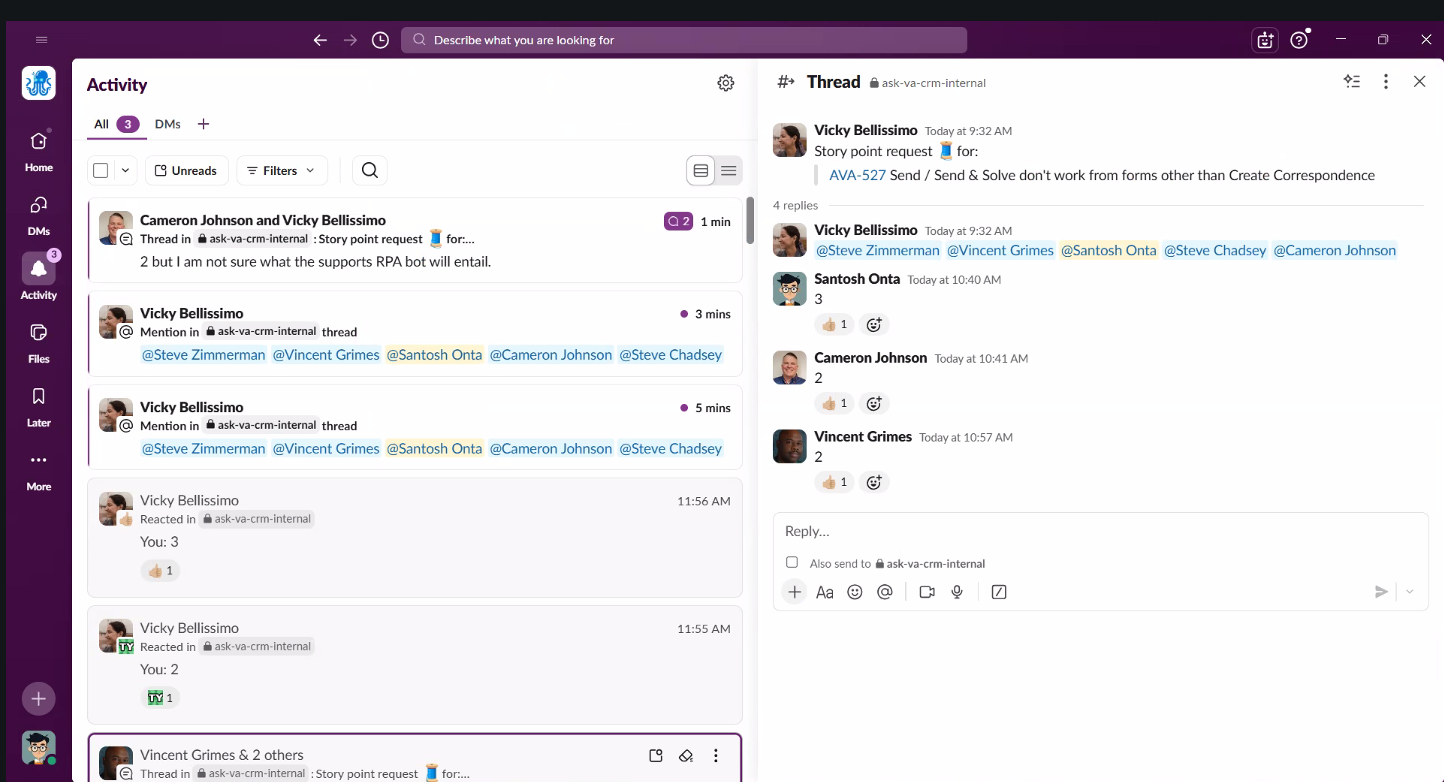 Describe what you are looking for
Home
DMs
3
Activity
Files
Later
More
Activity
All 3 DMs
Unreads Filters
Cameron Johnson and Vicky Bellissimo 2 1 min
Thread in ask-va-crm-internal : Story point request for:...
2 but I am not sure what the supports RPA bot will entail.
Vicky Bellissimo 3 mins
Mention in ask-va-crm-internal thread
@Steve Zimmerman @Vincent Grimes @Santosh Onta @Cameron Johnson @Steve Chadsey
Vicky Bellissimo 5 mins
Mention in ask-va-crm-internal thread
@Steve Zimmerman @Vincent Grimes @Santosh Onta @Cameron Johnson @Steve Chadsey
Vicky Bellissimo 11:56 AM
Reacted in ask-va-crm-internal
You: 3
1
Vicky Bellissimo 11:55 AM
TY Reacted in ask-va-crm-internal
You: 2
TY 1
Vincent Grimes & 2 others
Thread in ask-va-crm-internal : Story point request for:...
Thread ask-va-crm-internal
Vicky Bellissimo Today at 9:32 AM
Story point request for:
AVA-527 Send / Send & Solve don't work from forms other than Create Correspondence
4 replies
Vicky Bellissimo Today at 9:32 AM
@Steve Zimmerman @Vincent Grimes @Santosh Onta @Steve Chadsey @Cameron Johnson
Santosh Onta Today at 10:40 AM
3
1
Cameron Johnson Today at 10:41 AM
2
1
Vincent Grimes Today at 10:57 AM
2
1
Reply...
Also send to ask-va-crm-internal
Aa